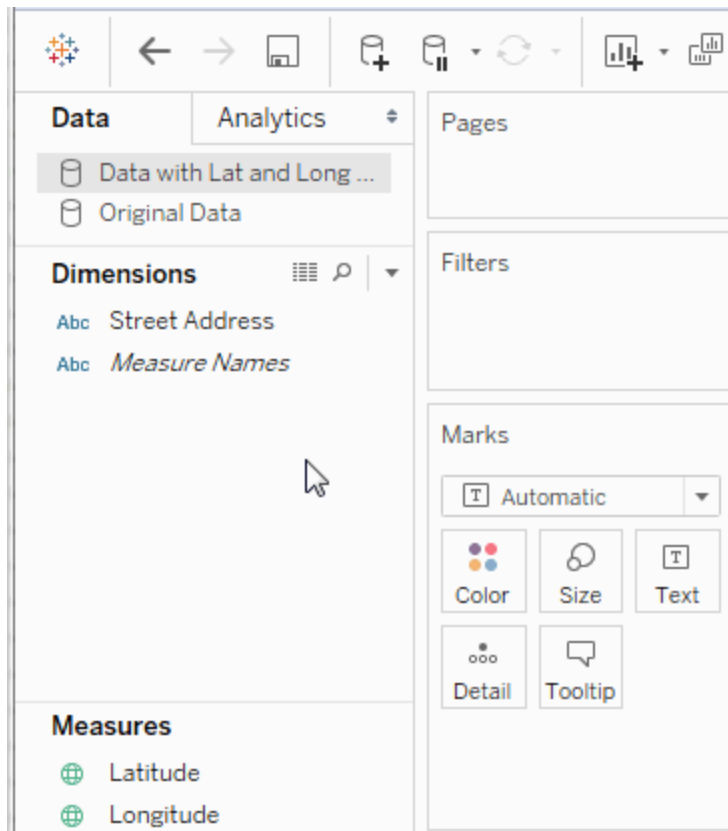 Data
Analytics
Data with Lat and Long ...
Original Data
Dimensions
Abc Street Address
Abc Measure Names
Measures
Latitude
Longitude
Pages
Filters
Marks
T Automatic
Color
Size
T
Text
Detail
Tooltip